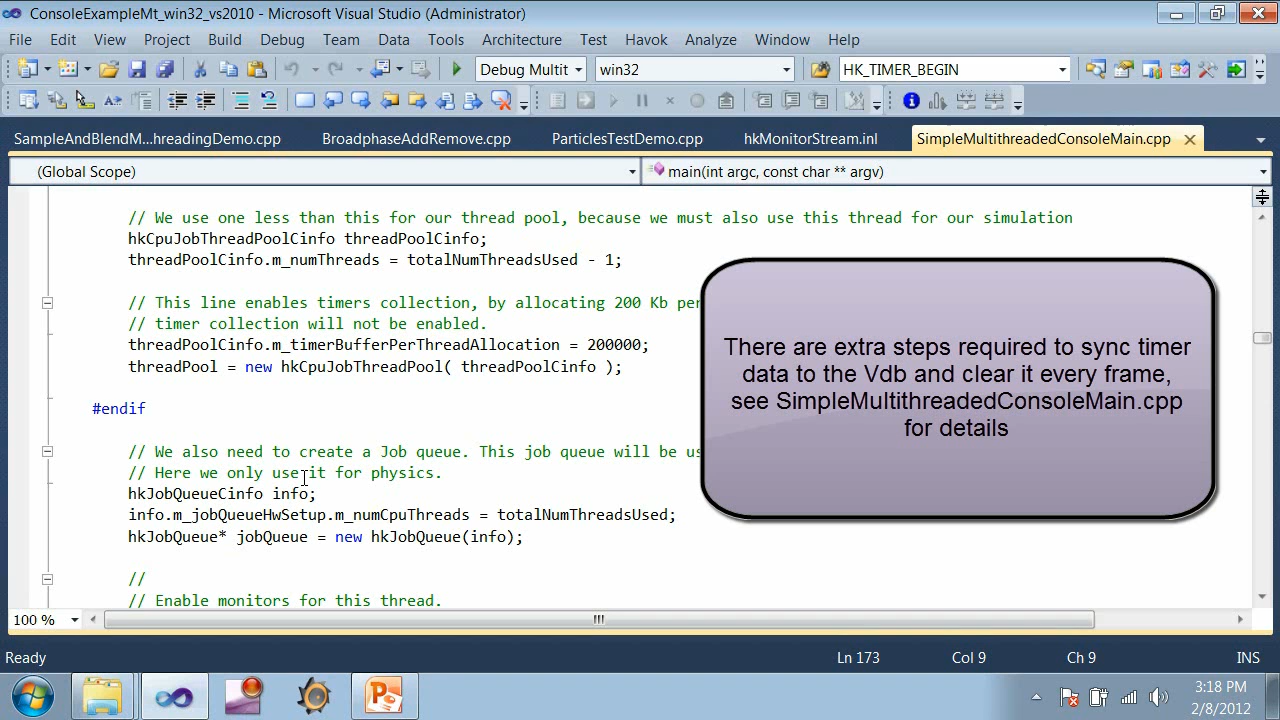 ConsoleExampleMt_win32_vs2010 - Microsoft Visual Studio (Administrator)
File Edit View Project Build Debug Team Data Tools Architecture Test Havok Analyze Window Help
Debug Multit win32 HK_TIMER_BEGIN
SampleAndBlendM...hreadingDemo.cpp BroadphaseAddRemove.cpp ParticlesTestDemo.cpp hkMonitorStream.inl SimpleMultithreadedConsoleMain.cpp
(Global Scope) main(int argc, const char ** argv)
// We use one less than this for our thread pool, because we must also use this thread for our simulation
hkCpuJobThreadPoolCinfo threadPoolCinfo;
threadPoolCinfo.m_numThreads = totalNumThreadsUsed - 1;
// This line enables timers collection, by allocating 200 Kb per
// timer collection will not be enabled.
threadPoolCinfo.m_timerBufferPerThreadAllocation = 200000;
threadPool = new hkCpuJobThreadPool( threadPoolCinfo );
#endif
// We also need to create a Job queue. This job queue will be us
// Here we only use it for physics.
hkJobQueueCinfo info;
info.m_jobQueueHwSetup.m_numCpuThreads = totalNumThreadsUsed;
hkJobQueue* jobQueue = new hkJobQueue(info);
//
// Enable monitors for this thread.
There are extra steps required to sync timer
data to the Vdb and clear it every frame,
see SimpleMultithreadedConsoleMain.cpp
for details
100 %
Ready Ln 173 Col 9 Ch 9 INS
3:18 PM
2/8/2012